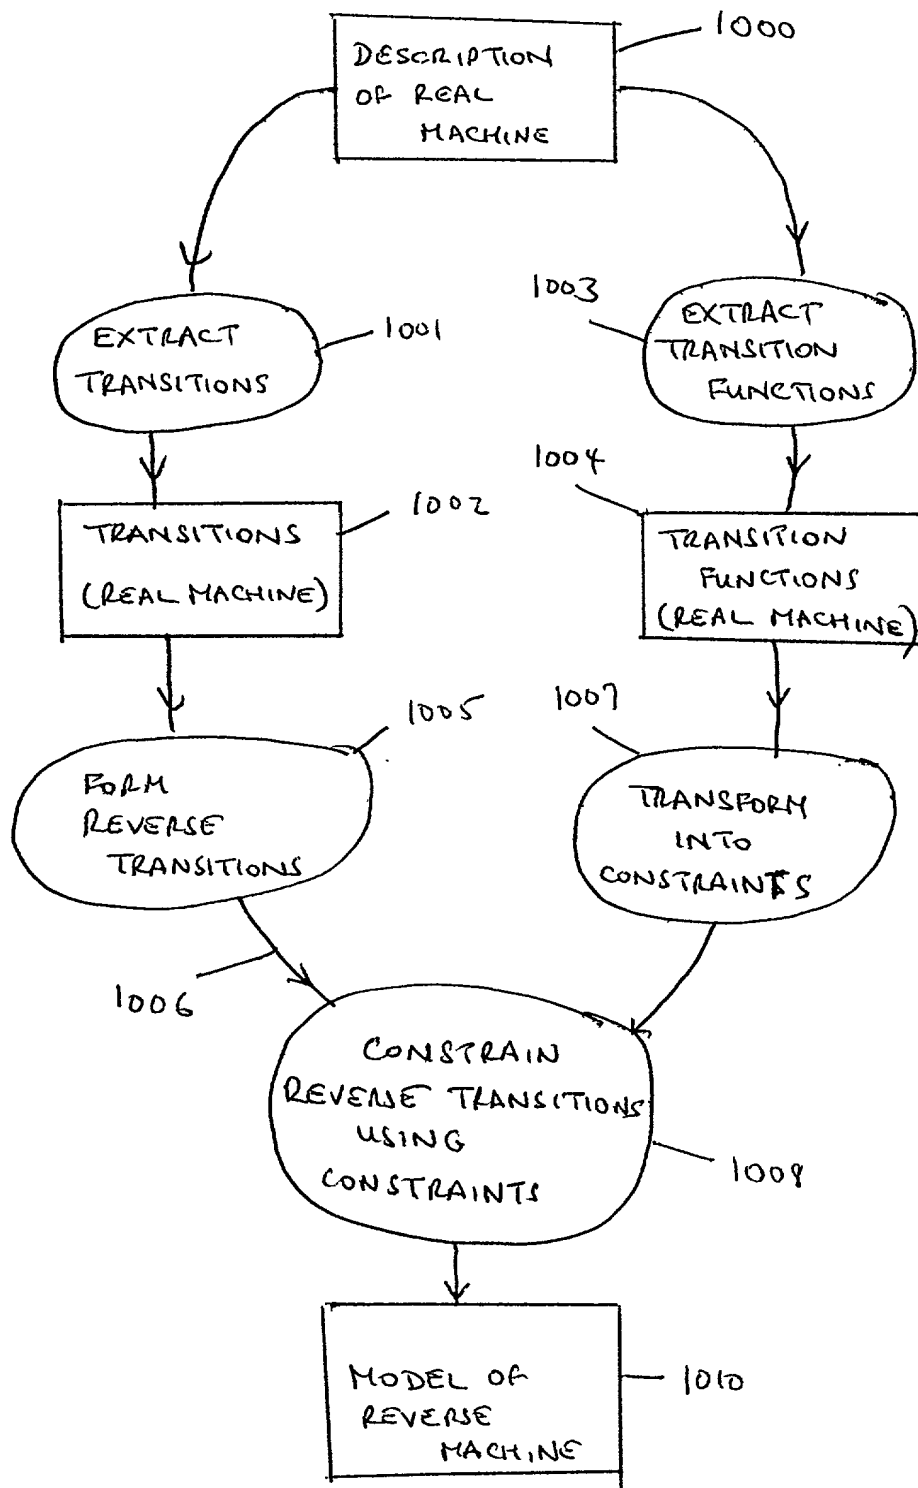 1000
DESCRIPTION
OF REAL
MACHINE
1001
EXTRACT
TRANSITIONS
1003
EXTRACT
TRANSITION
FUNCTIONS
1002
TRANSITIONS
(REAL MACHINE)
1004
TRANSITION
FUNCTIONS
(REAL MACHINE)
1005
FORM
REVERSE
TRANSITIONS
1007
TRANSFORM
INTO
CONSTRAINTS
1006
CONSTRAIN
REVERSE TRANSITIONS
USING
CONSTRAINTS
1009
MODEL OF
REVERSE
MACHINE
1010